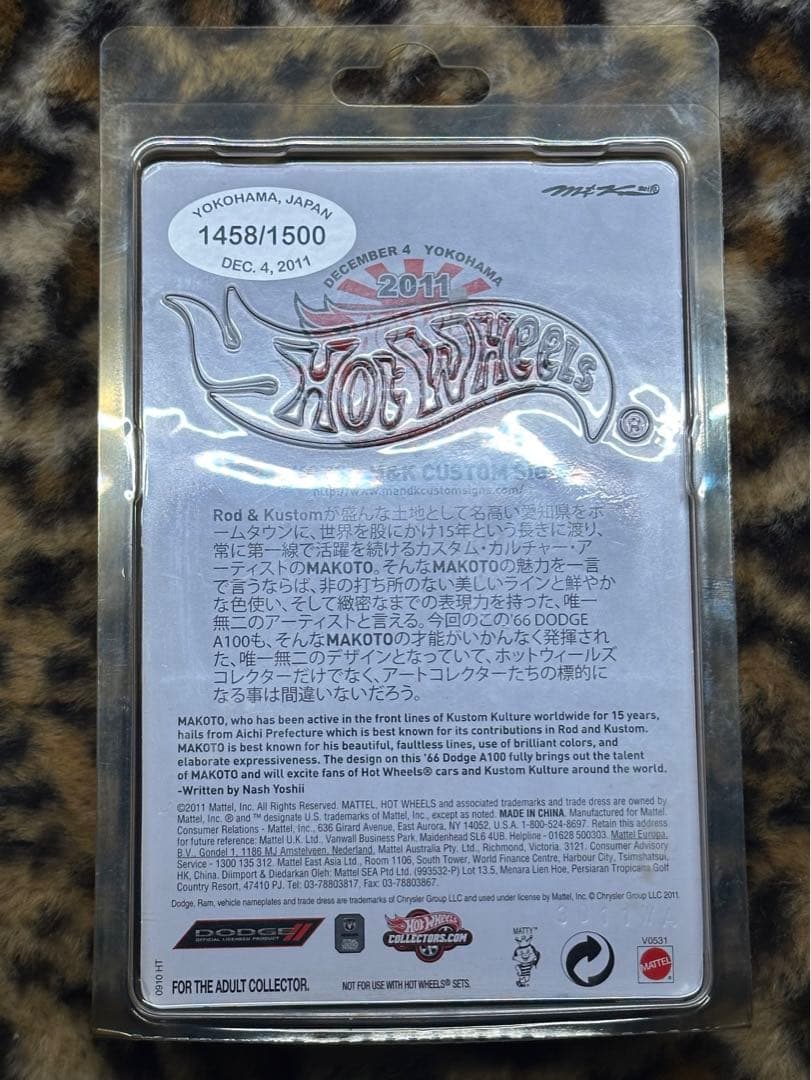 YOKOHAMA, JAPAN
1458/1500
DEC. 4, 2011
DECEMBER 4 YOKOHAMA
2011
HOT WHEELS
®
M&K CUSTOM
http://www.mandkcustomsigns.com/
Rod & Kustomが盛んな土地として名高い愛知県をホ
ームタウンに、世界を股にかけ15年という長きに渡り、
常に第一線で活躍を続けるカスタム・カルチャー・ア
ーティストのMAKOTO。そんなMAKOTOの魅力を一言
で言うならば、非の打ち所のない美しいラインと鮮やか
な色使い、そして緻密なまでの表現力を持った、唯一
無二のアーティストと言える。今回のこの'66 DODGE
A100も、そんなMAKOTOの才能がいかんなく発揮され
た、唯一無二のデザインとなっていて、ホットウィールズ
コレクターだけでなく、アートコレクターたちの標的に
なる事は間違いないだろう。
MAKOTO, who has been active in the front lines of Kustom Kulture worldwide for 15 years,
hails from Aichi Prefecture which is best known for its contributions in Rod and Kustom.
MAKOTO is best known for his beautiful, faultless lines, use of brilliant colors, and
elaborate expressiveness. The design on this '66 Dodge A100 fully brings out the talent
of MAKOTO and will excite fans of Hot Wheels® cars and Kustom Kulture around the world.
-Written by Nash Yoshii
©2011 Mattel, Inc. All Rights Reserved. MATTEL, HOT WHEELS and associated trademarks and trade dress are owned by
Mattel, Inc. ® and ™ designate U.S. trademarks of Mattel, Inc., except as noted. MADE IN CHINA. Manufactured for Mattel.
Consumer Relations - Mattel, Inc., 636 Girard Avenue, East Aurora, NY 14052, U.S.A. 1-800-524-8697. Retain this address
for future reference: Mattel U.K. Ltd., Vanwall Business Park, Maidenhead SL6 4UB. Helpline - 01628 500303. Mattel Europa,
B.V., Gondel 1, 1186 MJ Amstelveen, Nederland. Mattel Australia Pty. Ltd., Richmond, Victoria. 3121. Consumer Advisory
Service - 1300 135 312. Mattel East Asia Ltd., Room 1106, South Tower, World Finance Centre, Harbour City, Tsimshatsui,
HK, China. Diimport & Diedarkan Oleh: Mattel SEA Ptd Ltd. (993532-P) Lot 13.5, Menara Lien Hoe, Persiaran Tropicana Golf
Country Resort, 47410 PJ. Tel: 03-78803817, Fax: 03-78803867.
Dodge, Ram, vehicle nameplates and trade dress are trademarks of Chrysler Group LLC and used under license by Mattel, Inc. © Chrysler Group LLC 2011.
DODGE
OFFICIAL LICENSED PRODUCT
HOT WHEELS
COLLECTORS.COM
MATTY™
V0531
MATTEL
0910 HT
FOR THE ADULT COLLECTOR.
NOT FOR USE WITH HOT WHEELS® SETS.